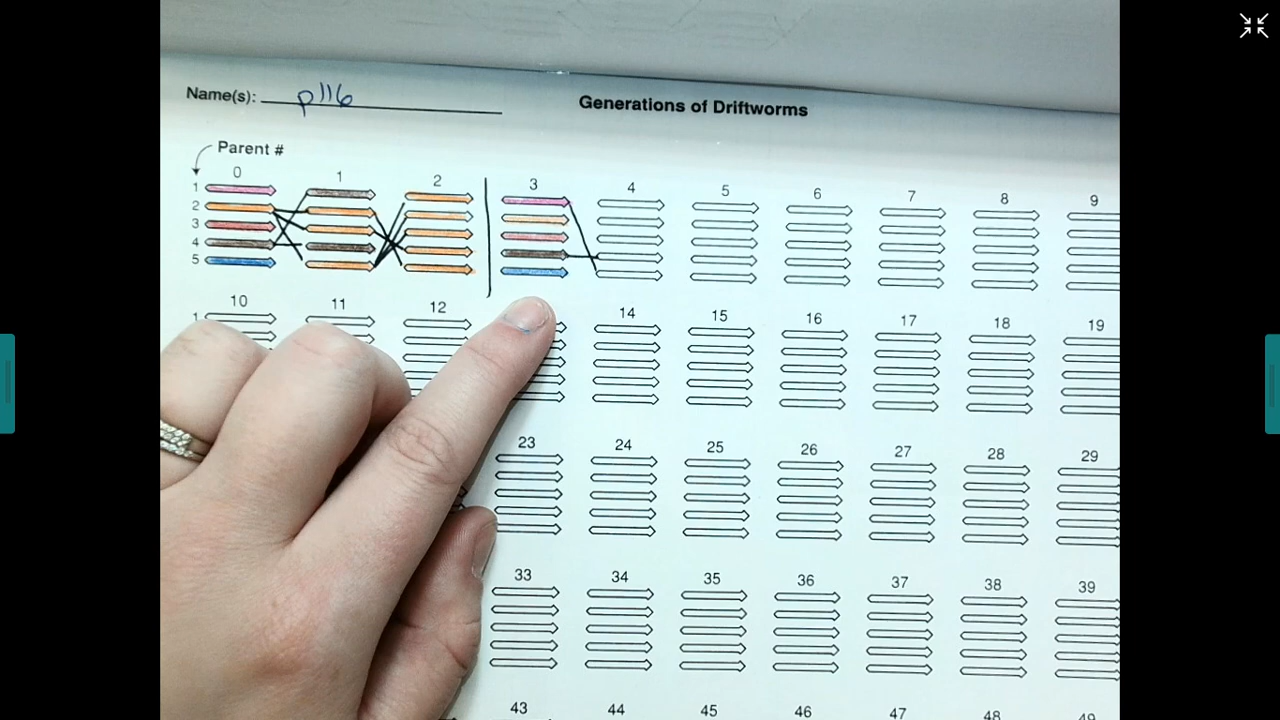 Name(s): p116
Generations of Driftworms
Parent #
0 1 2 3 4 5 6 7 8 9
1
2
3
4
5
10 11 12 14 15 16 17 18 19
1
23 24 25 26 27 28 29
33 34 35 36 37 38 39
43 44 45 46 47 48 49